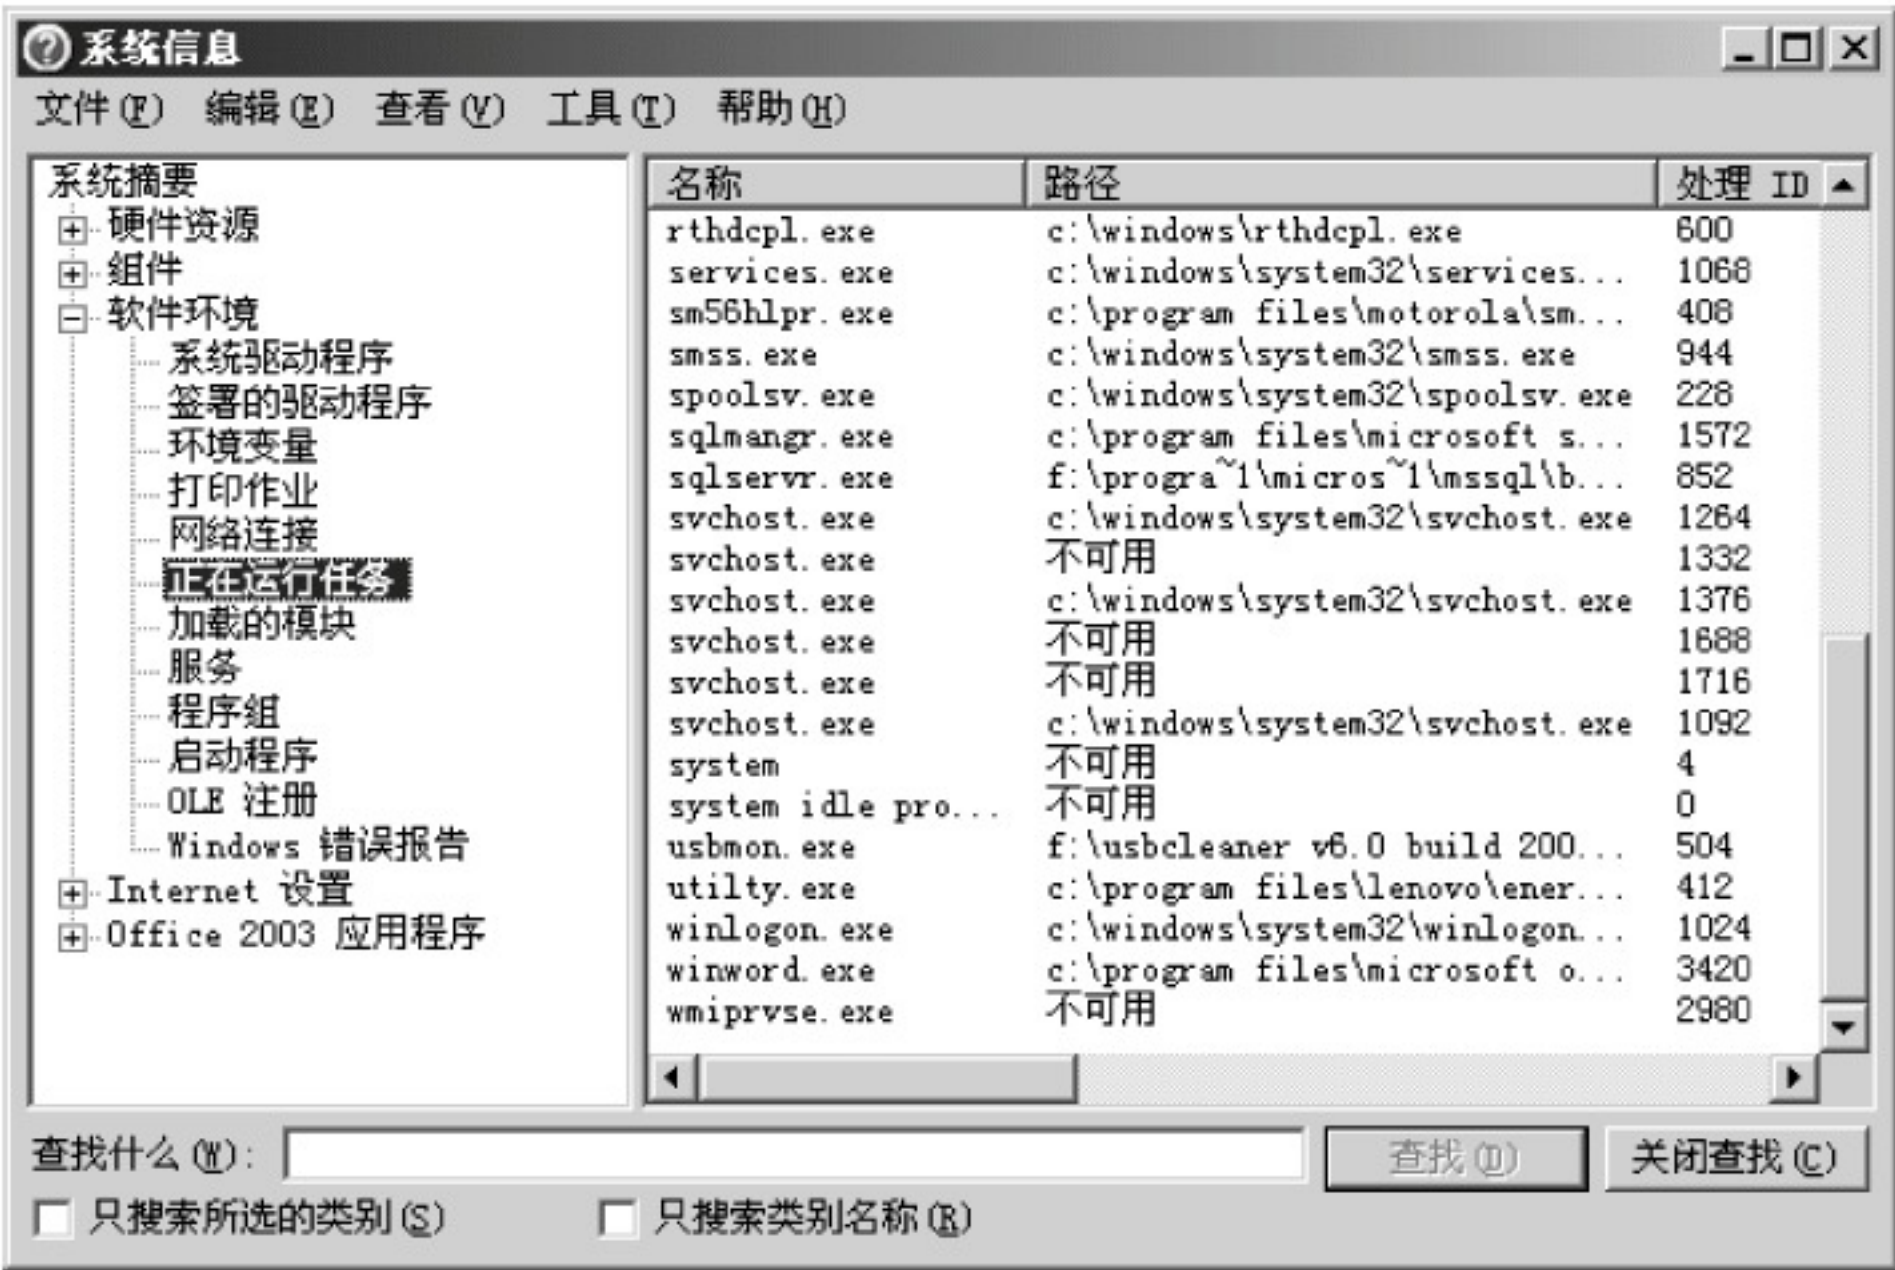 系统信息
文件(F) 编辑(E) 查看(V) 工具(T) 帮助(H)
系统摘要
硬件资源
组件
软件环境
系统驱动程序
签署的驱动程序
环境变量
打印作业
网络连接
正在运行任务
加载的模块
服务
程序组
启动程序
OLE 注册
Windows 错误报告
Internet 设置
Office 2003 应用程序
名称 路径 处理 ID
rthdcpl.exe c:\windows\rthdcpl.exe 600
services.exe c:\windows\system32\services... 1068
sm56hlpr.exe c:\program files\motorola\sm... 408
smss.exe c:\windows\system32\smss.exe 944
spoolsv.exe c:\windows\system32\spoolsv.exe 228
sqlmangr.exe c:\program files\microsoft s... 1572
sqlservr.exe f:\progra~1\micros~1\mssql\b... 852
svchost.exe c:\windows\system32\svchost.exe 1264
svchost.exe 不可用 1332
svchost.exe c:\windows\system32\svchost.exe 1376
svchost.exe 不可用 1688
svchost.exe 不可用 1716
svchost.exe c:\windows\system32\svchost.exe 1092
system 不可用 4
system idle pro... 不可用 0
usbmon.exe f:\usbcleaner v6.0 build 200... 504
utilty.exe c:\program files\lenovo\ener... 412
winlogon.exe c:\windows\system32\winlogon... 1024
winword.exe c:\program files\microsoft o... 3420
wmiprvse.exe 不可用 2980
查找什么(W): 查找(D) 关闭查找(C)
只搜索所选的类别(S) 只搜索类别名称(R)